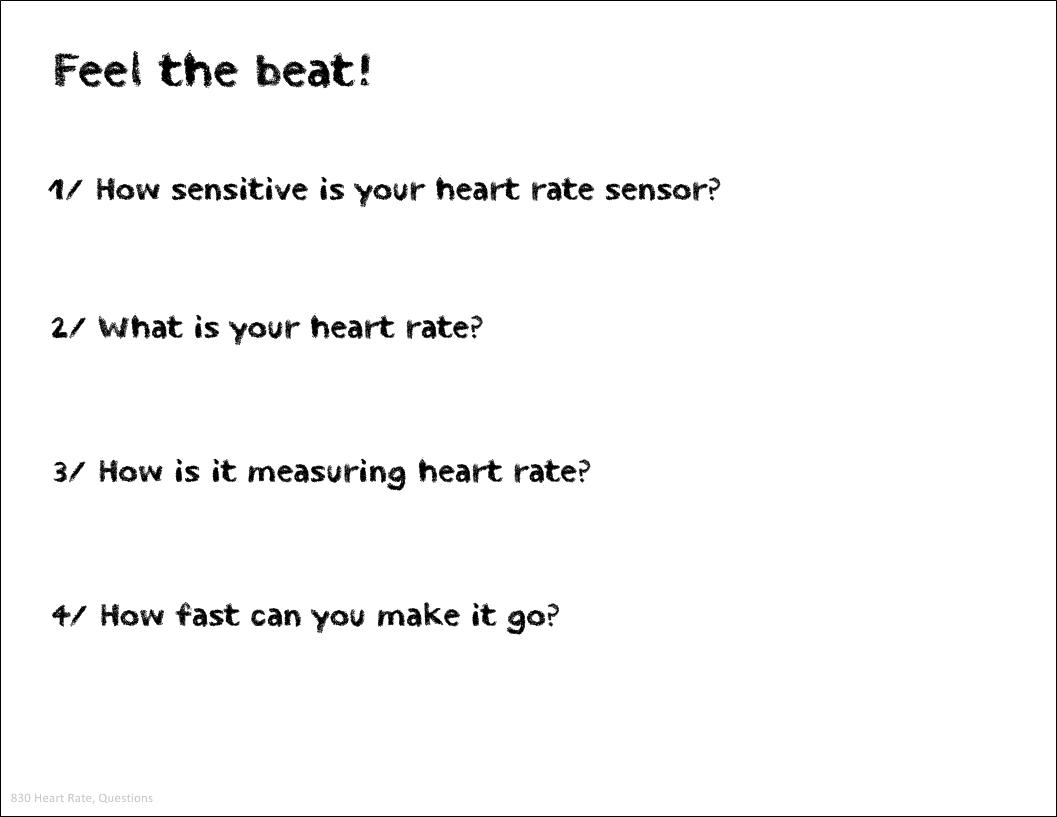 Feel the beat!
1/ How sensitive is your heart rate sensor?
2/ What is your heart rate?
3/ How is it measuring heart rate?
4/ How fast can you make it go?
830 Heart Rate, Questions